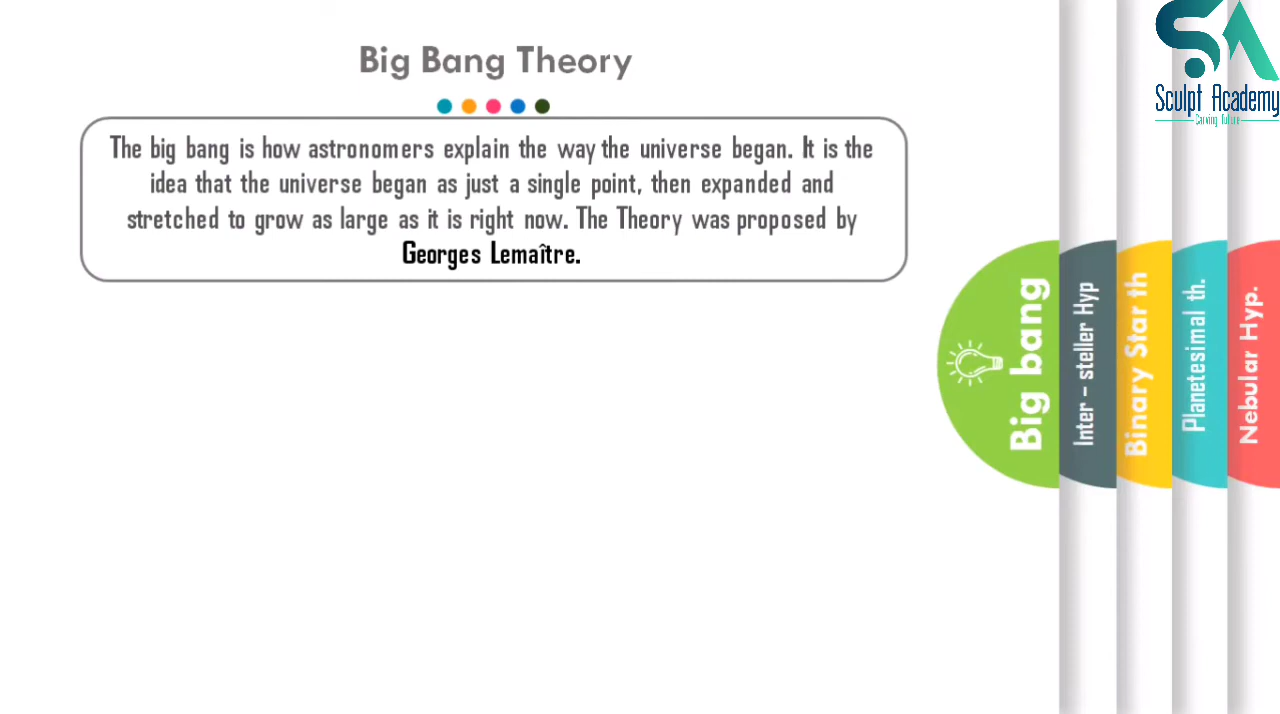 Big Bang Theory
The big bang is how astronomers explain the way the universe began. It is the
idea that the universe began as just a single point, then expanded and
stretched to grow as large as it is right now. The Theory was proposed by
Georges Lemaître.
Big bang
Inter - steller Hyp
Binary Star th
Planetesimal th.
Nebular Hyp.
SA
Sculpt Academy
Carving Future